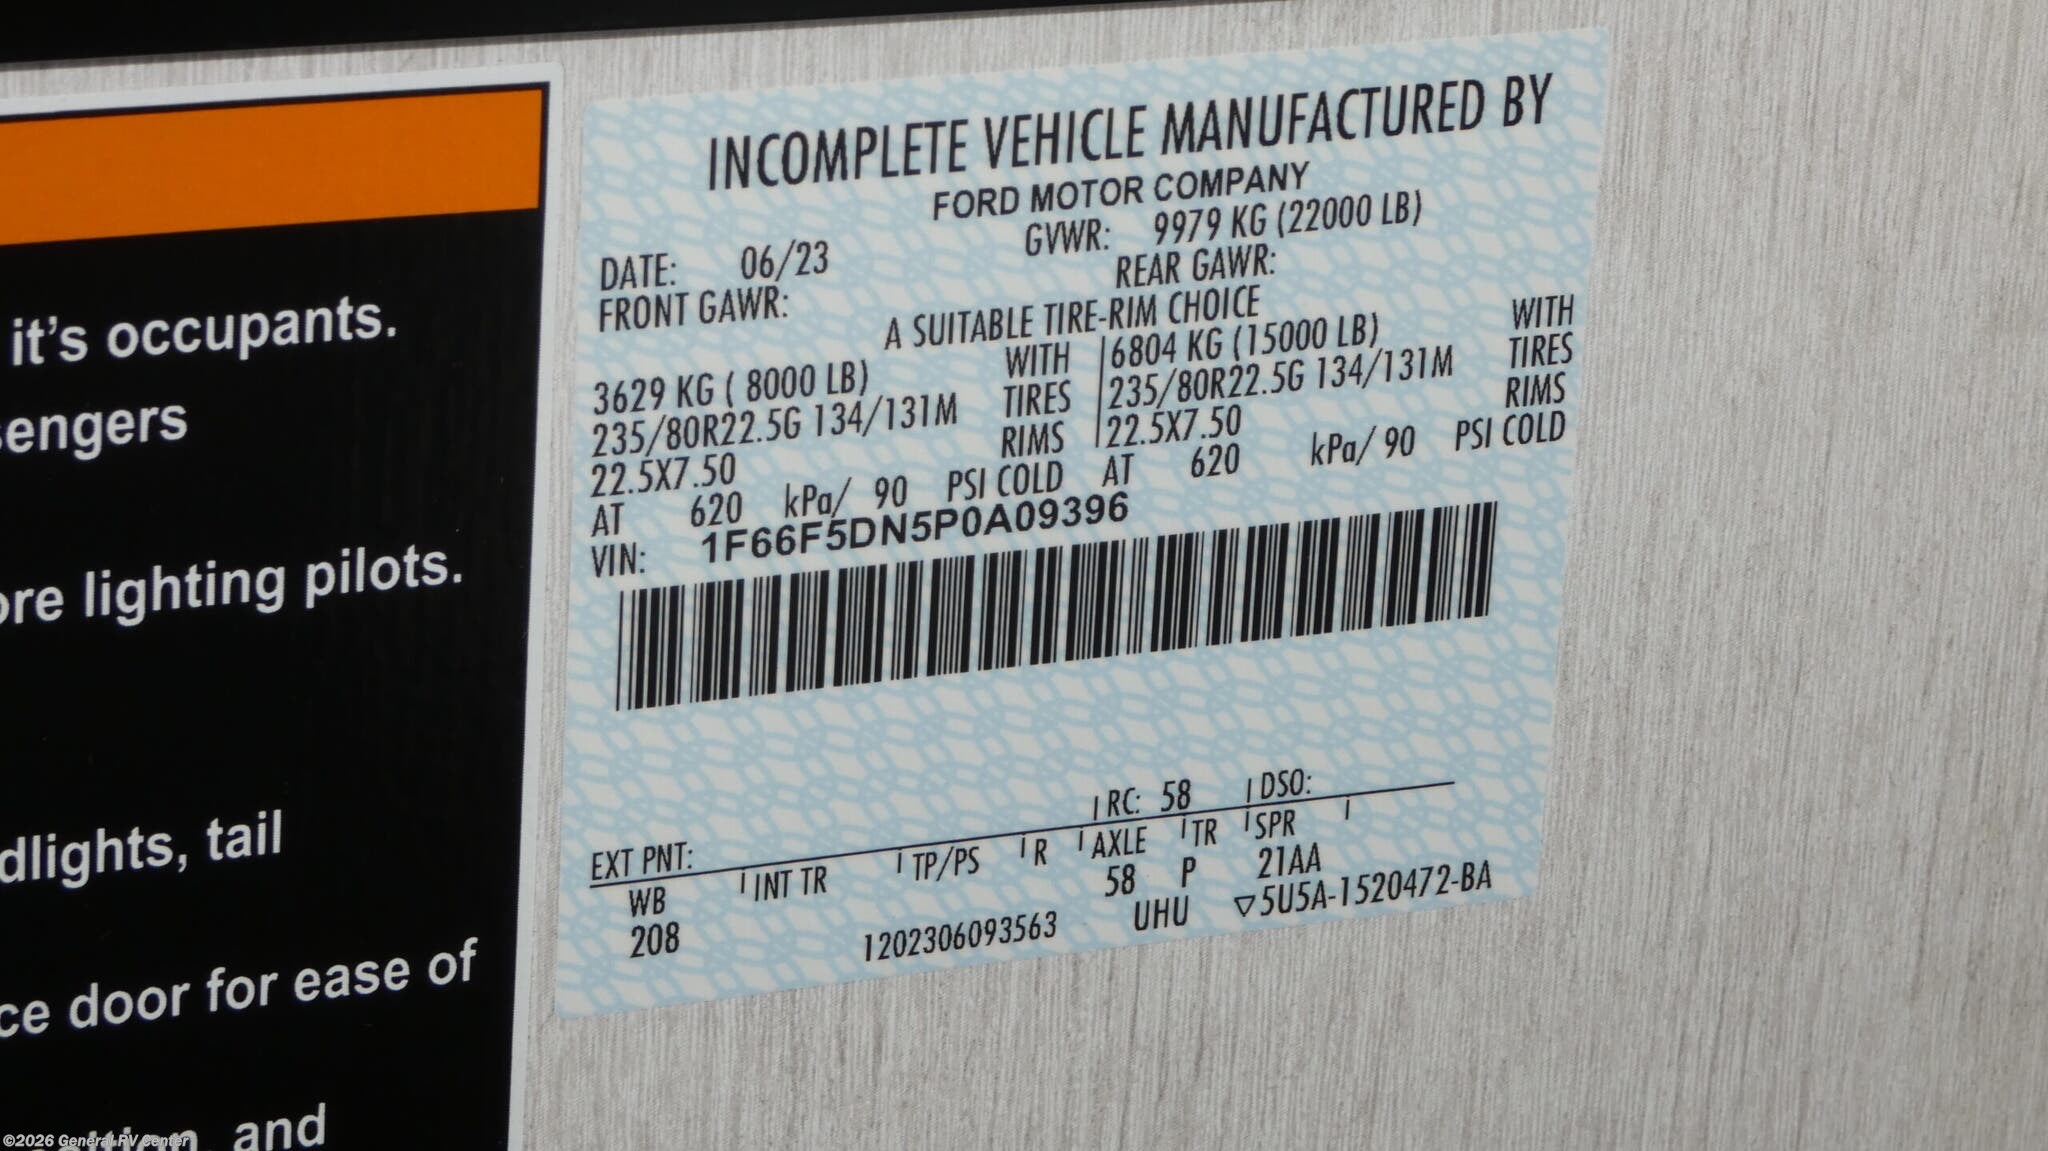 it's occupants.
sengers
ore lighting pilots.
dlights, tail
ce door for ease of
and
INCOMPLETE VEHICLE MANUFACTURED BY
FORD MOTOR COMPANY
DATE: 06/23 GVWR: 9979 KG (22000 LB)
FRONT GAWR: REAR GAWR:
A SUITABLE TIRE-RIM CHOICE
3629 KG ( 8000 LB) WITH 6804 KG (15000 LB) WITH
235/80R22.5G 134/131M TIRES 235/80R22.5G 134/131M TIRES
22.5X7.50 RIMS 22.5X7.50 RIMS
AT 620 kPa/ 90 PSI COLD AT 620 kPa/ 90 PSI COLD
VIN: 1F66F5DN5P0A09396
EXT PNT: RC: 58 DSO:
WB INT TR TP/PS R AXLE TR SPR
208 58 P 21AA
1202306093563 UHU ▽5U5A-1520472-BA
©2026 General RV Center